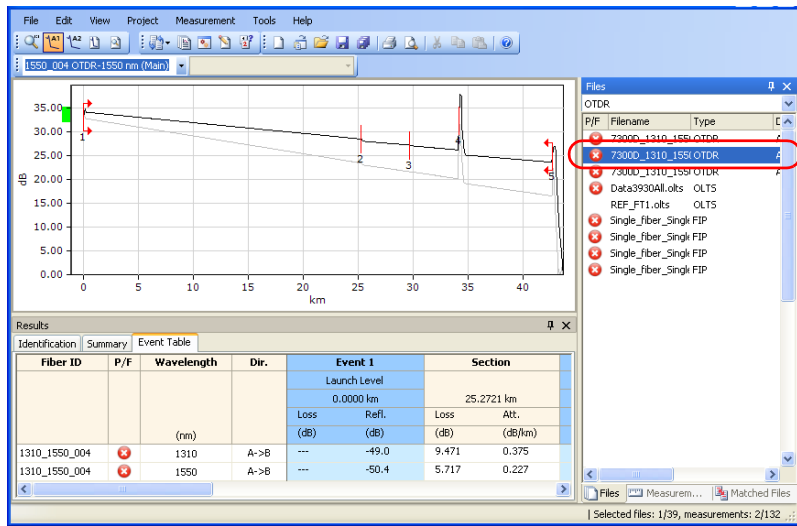 File Edit View Project Measurement Tools Help
A1 A2
1550_004 OTDR-1550 nm (Main)
35.00
30.00
25.00
20.00
15.00
10.00
5.00
0.00
dB
1 2 3 4 5
0 5 10 15 20 25 30 35 40
km
Results
Identification Summary Event Table
Fiber ID P/F Wavelength Dir. Event 1 Section
Launch Level
0.0000 km 25.2721 km
Loss Refl. Loss Att.
(nm) (dB) (dB) (dB) (dB/km)
1310_1550_004 1310 A->B --- -49.0 9.471 0.375
1310_1550_004 1550 A->B --- -50.4 5.717 0.227
Files
OTDR
P/F Filename Type
7300D_1310_155 OTDR
7300D_1310_155 OTDR
7300D_1310_155 OTDR
Data3930All.olts OLTS
REF_FT1.olts OLTS
Single_fiber_Singl FIP
Single_fiber_Singl FIP
Single_fiber_Singl FIP
Single_fiber_Singl FIP
Files Measurem... Matched Files
Selected files: 1/39, measurements: 2/132